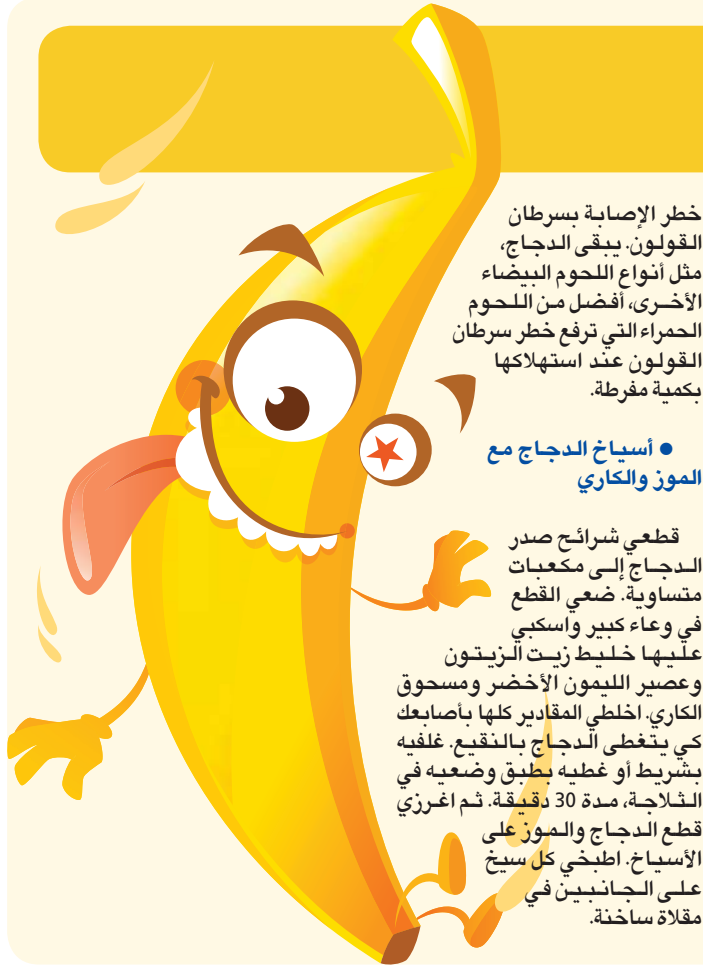 خطر الإصابة بسرطان
القولون. يبقى الدجاج،
مثل أنواع اللحوم البيضاء
الأخرى، أفضل من اللحوم
الحمراء التي ترفع خطر سرطان
القولون عند استهلاكها
بكمية مفرطة.
● أسياخ الدجاج مع
الموز والكاري
قطعي شرائح صدر
الدجاج إلى مكعبات
متساوية. ضعي القطع
في وعاء كبير واسكبي
عليها خليط زيت الزيتون
وعصير الليمون الأخضر ومسحوق
الكاري. اخلطي المقادير كلها بأصابعك
كي يتغطى الدجاج بالنقيع. غلفيه
بشريط أو غطيه بطبق وضعيه في
الثلاجة، مدة 30 دقيقة. ثم اغرزي
قطع الدجاج والموز على
الأسياخ. اطبخي كل سيخ
على الجانبين في
مقلاة ساخنة.